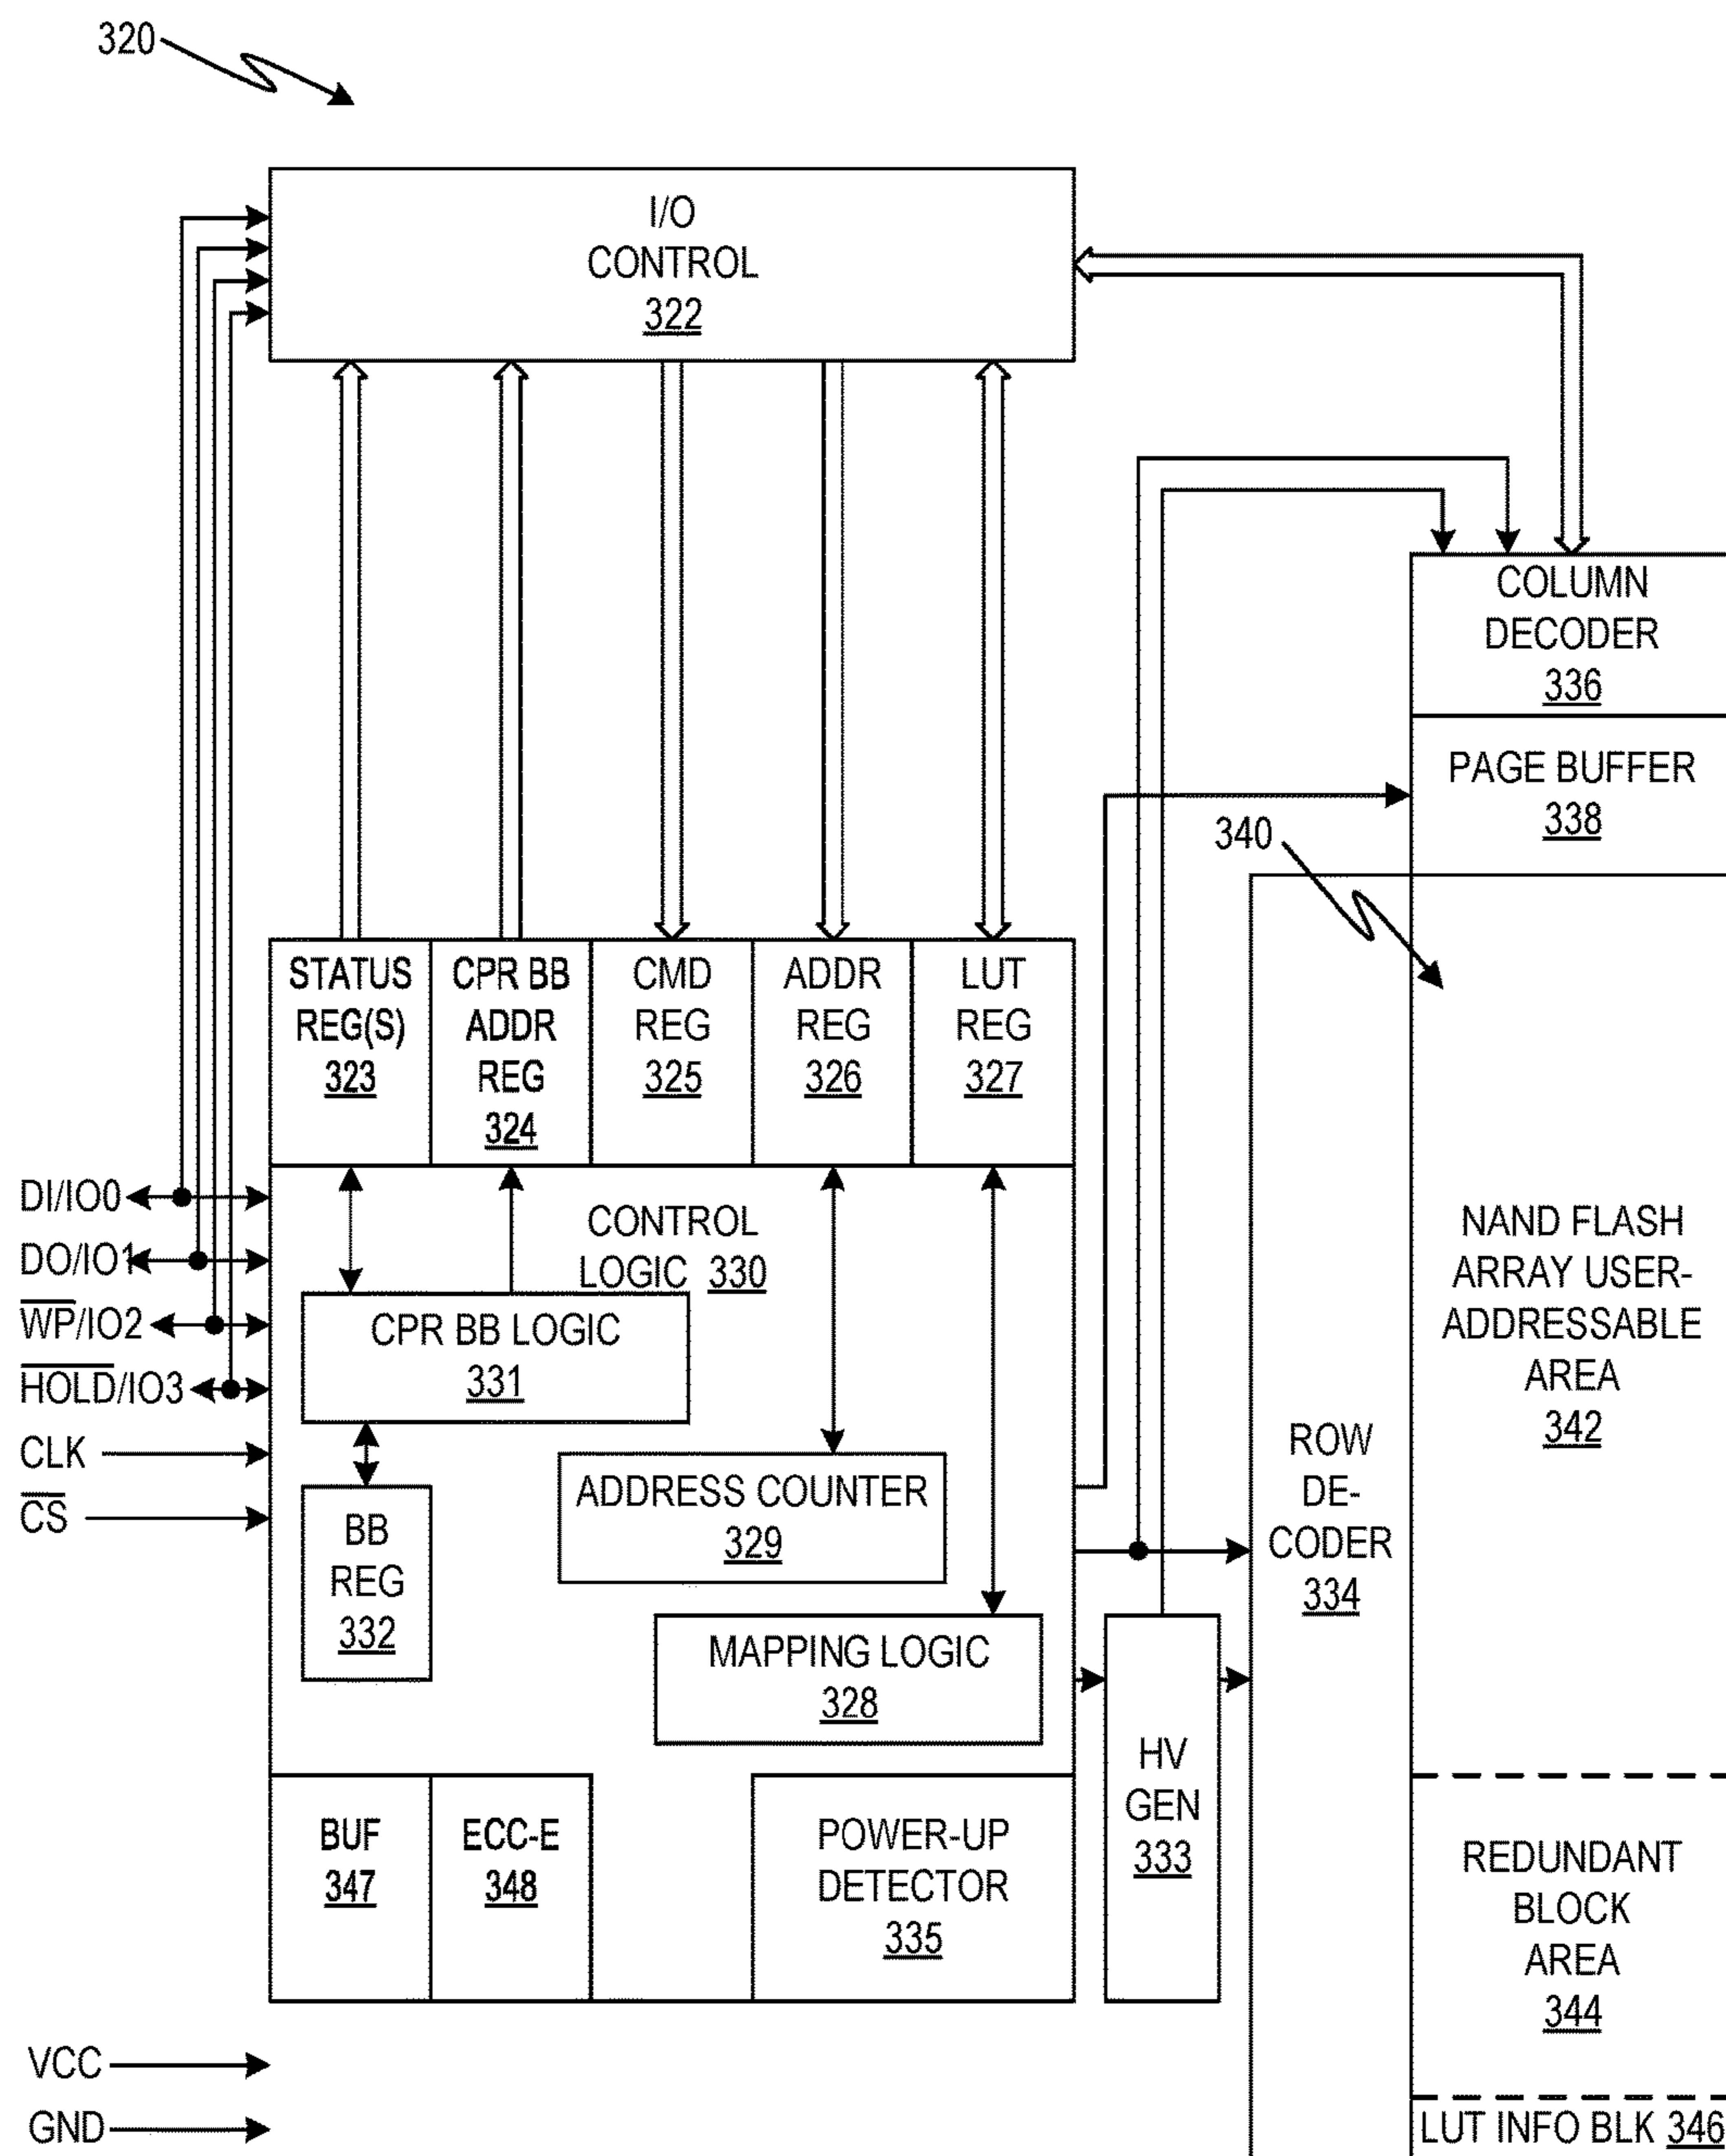 320
I/O
CONTROL
322
COLUMN
DECODER
336
PAGE BUFFER
338
340
STATUS
REG(S)
323
CPR BB
ADDR
REG
324
CMD
REG
325
ADDR
REG
326
LUT
REG
327
DI/IO0
DO/IO1
W̅P̅/IO2
H̅O̅L̅D̅/IO3
CLK
C̅S̅
CONTROL
LOGIC 330
CPR BB LOGIC
331
BB
REG
332
ADDRESS COUNTER
329
MAPPING LOGIC
328
BUF
347
ECC-E
348
POWER-UP
DETECTOR
335
HV
GEN
333
ROW
DE-
CODER
334
NAND FLASH
ARRAY USER-
ADDRESSABLE
AREA
342
REDUNDANT
BLOCK
AREA
344
LUT INFO BLK 346
VCC
GND